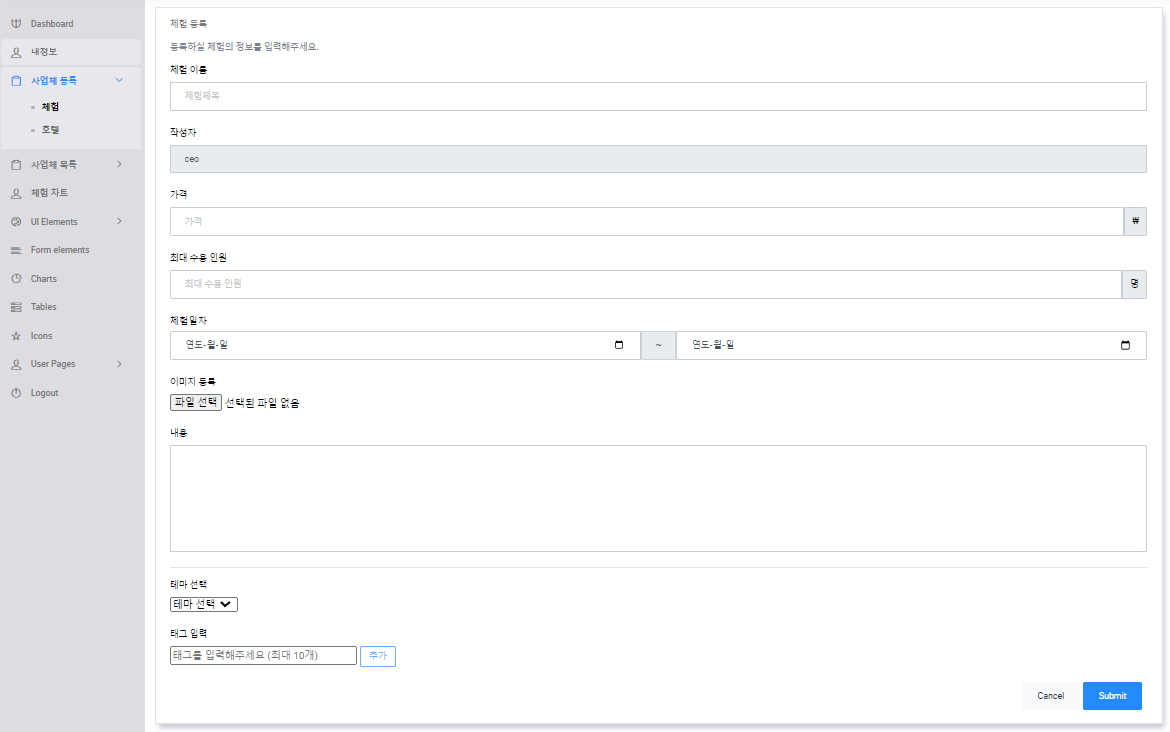 Dashboard
내정보
사업체 등록
체험
호텔
사업체 목록
체험 차트
UI Elements
Form elements
Charts
Tables
Icons
User Pages
Logout
체험 등록
등록하실 체험의 정보를 입력해주세요.
체험 이름
체험제목
작성자
ceo
가격
가격 ₩
최대 수용 인원
최대 수용 인원 명
체험일자
연도-월-일 ~ 연도-월-일
이미지 등록
파일 선택 선택된 파일 없음
내용
테마 선택
테마 선택
태그 입력
태그를 입력해주세요 (최대 10개) 추가
Cancel Submit